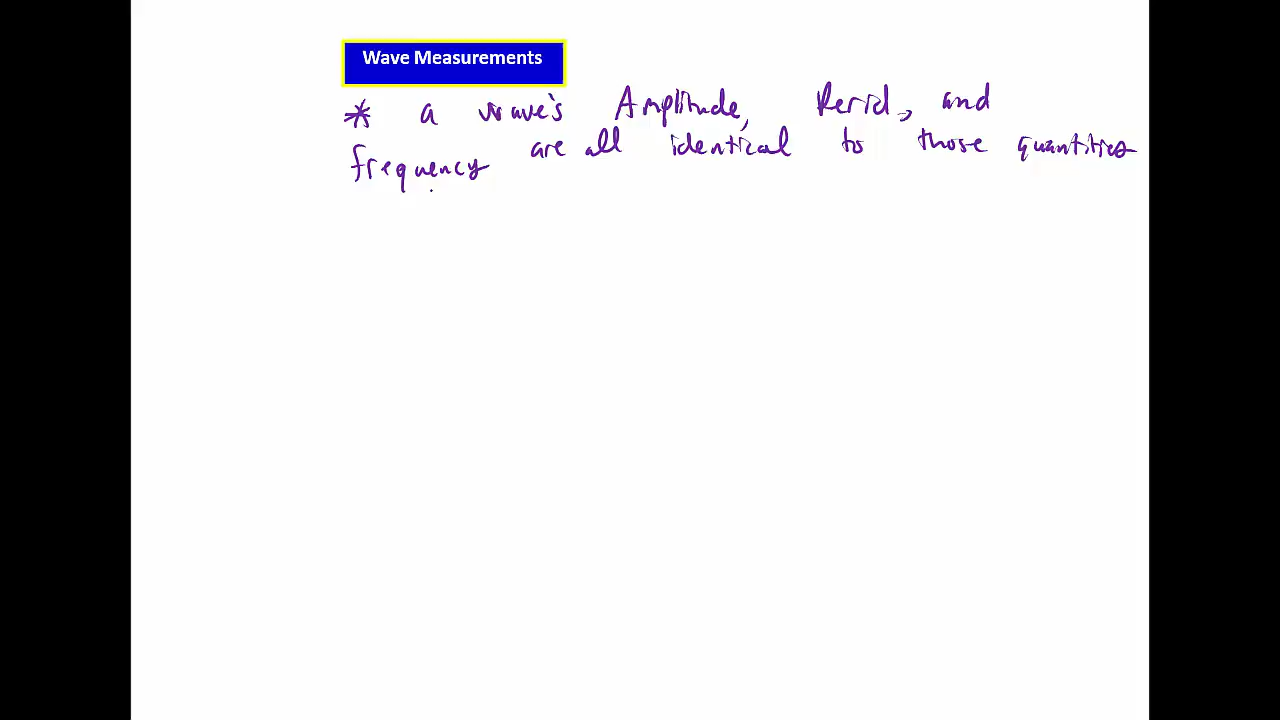 Wave Measurements
* a wave's Amplitude, Period, and
frequency are all identical to those quantities